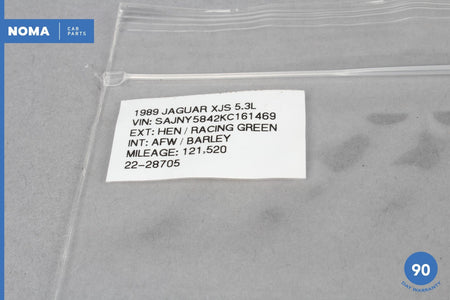 NOMA CAR PARTS
1989 JAGUAR XJS 5.3L
VIN: SAJNY5842KC161469
EXT: HEN / RACING GREEN
INT: AFW / BARLEY
MILEAGE: 121,520
22-28705
90
DAY WARRANTY